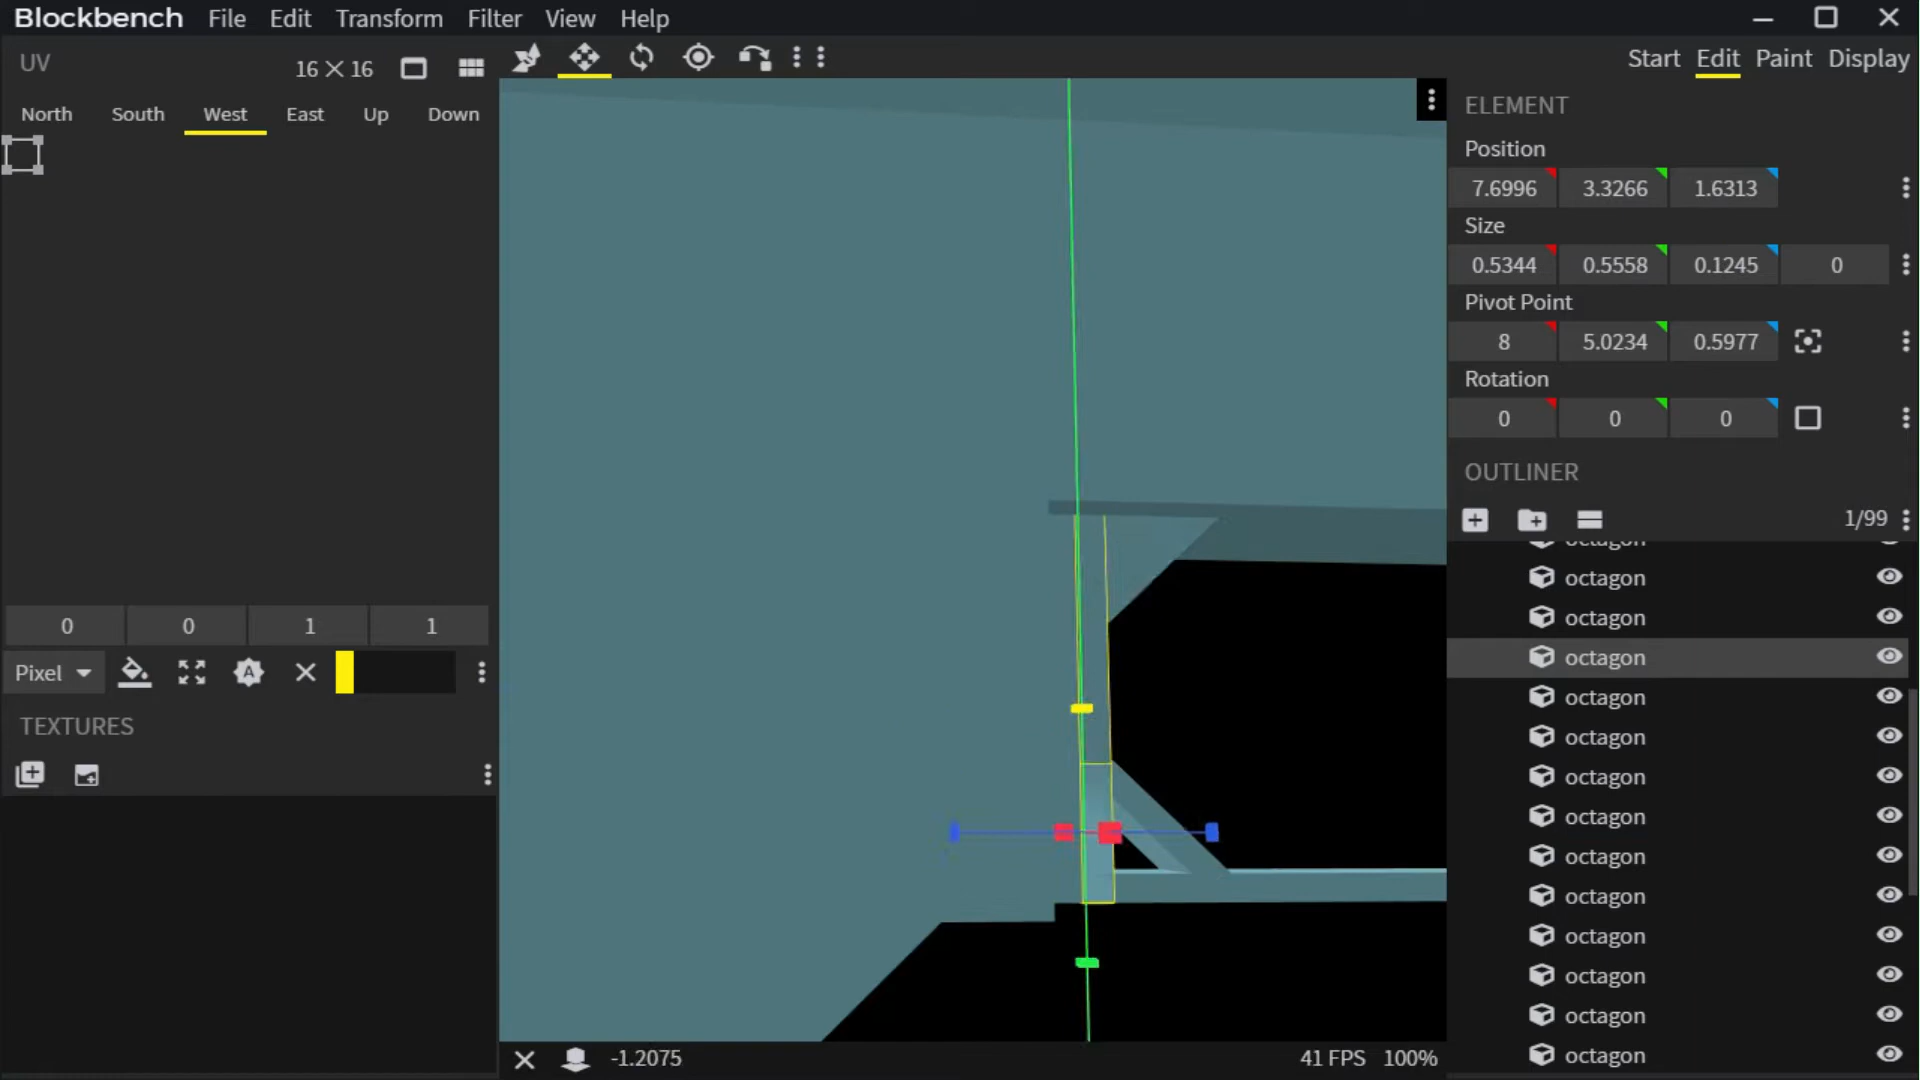 Blockbench File Edit Transform Filter View Help
UV
16 × 16
Start Edit Paint Display
North South West East Up Down
ELEMENT
Position
7.6996 3.3266 1.6313
Size
0.5344 0.5558 0.1245 0
Pivot Point
8 5.0234 0.5977
Rotation
0 0 0
OUTLINER
1/99
octagon
octagon
octagon
octagon
octagon
octagon
octagon
octagon
octagon
octagon
octagon
octagon
octagon
octagon
0 0 1 1
Pixel
TEXTURES
-1.2075
41 FPS 100%